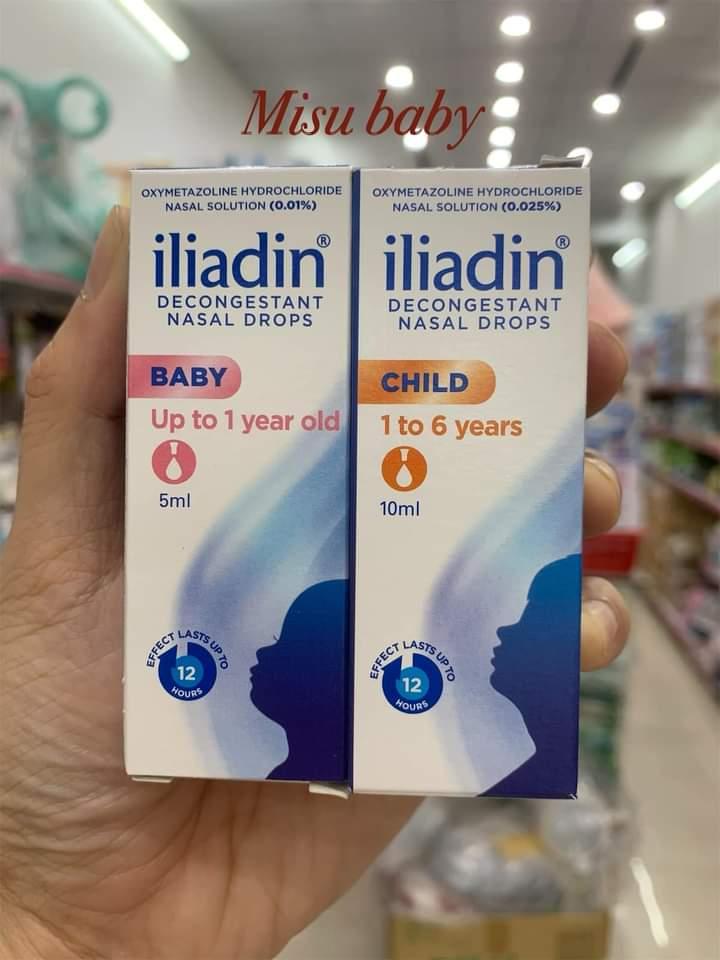 Misu baby
OXYMETAZOLINE HYDROCHLORIDE
NASAL SOLUTION (0.01%)
iliadin®
DECONGESTANT
NASAL DROPS
BABY
Up to 1 year old
5ml
EFFECT LASTS UP TO
12
HOURS
OXYMETAZOLINE HYDROCHLORIDE
NASAL SOLUTION (0.025%)
iliadin®
DECONGESTANT
NASAL DROPS
CHILD
1 to 6 years
10ml
EFFECT LASTS UP TO
12
HOURS